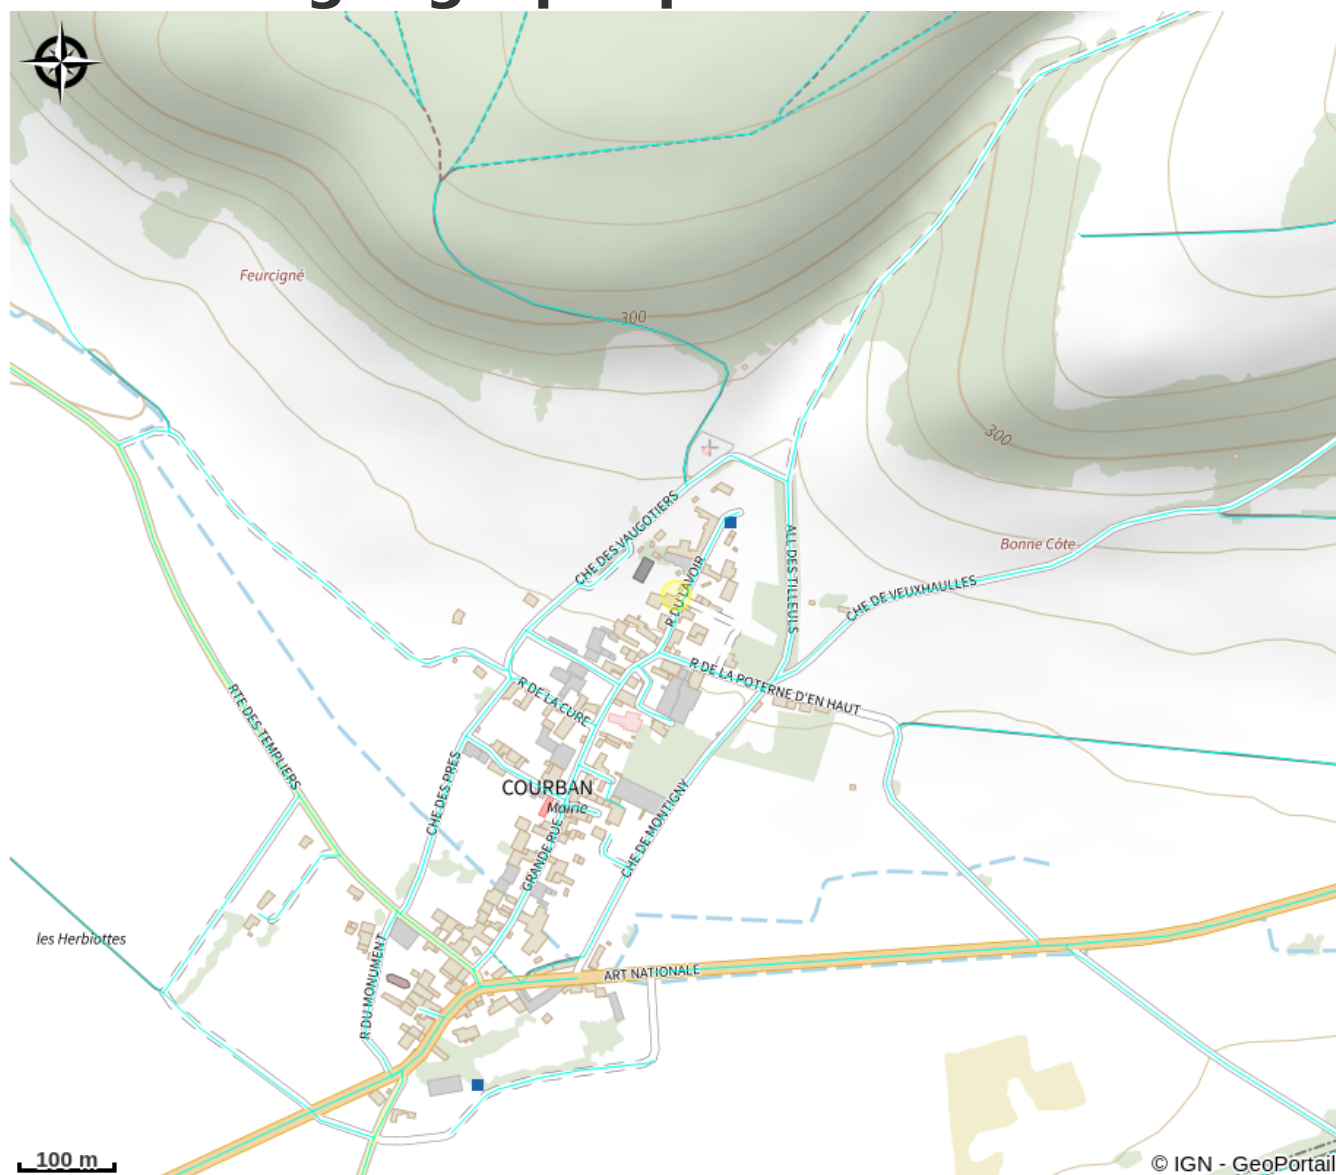 Feurcigné
300
300
CHE DES VAUGOTIERS
ALL DES TILLEULS
Bonne Côte
R DU LAVOIR
CHE DE VEUXHAULLES
R DE LA POTERNE D'EN HAUT
R DE LA CURE
RTE DES TEMPLIERS
CHE DES PRES
COURBAN
Mairie
GRANDE RUE
CHE DE MONTIGNY
les Herbiottes
R DU MONUMENT
ART NATIONALE
100 m
© IGN - GeoPortail